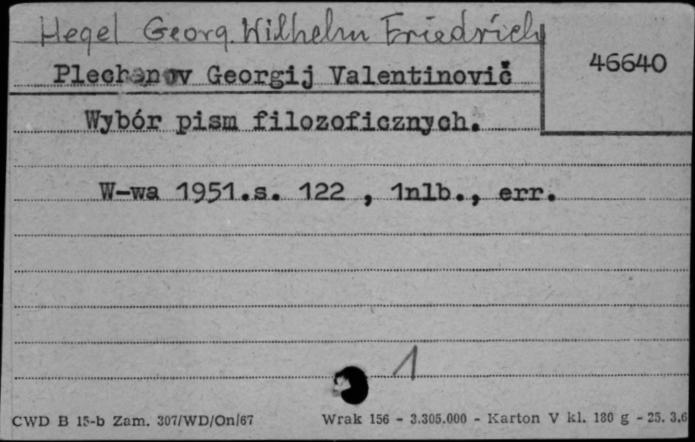 Hegel Georg. Wilhelm Friedrich
46640
Plechanov Georgij Valentinovič
Wybór pism filozoficznych.
W-wa 1951.s. 122 , 1nlb., err.
1
CWD B 15-b Zam. 307/WD/On/67 Wrak 156 - 3.305.000 - Karton V kl. 180 g - 25. 3.6